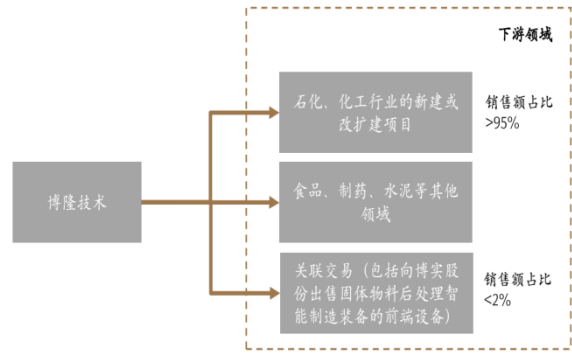 下游领域
石化、化工行业的新建或
改扩建项目
销售额占比
>95%
博隆技术
食品、制药、水泥等其他
领域
关联交易（包括向博实股
份出售固体物料后处理智
能制造装备的前端设备）
销售额占比
<2%